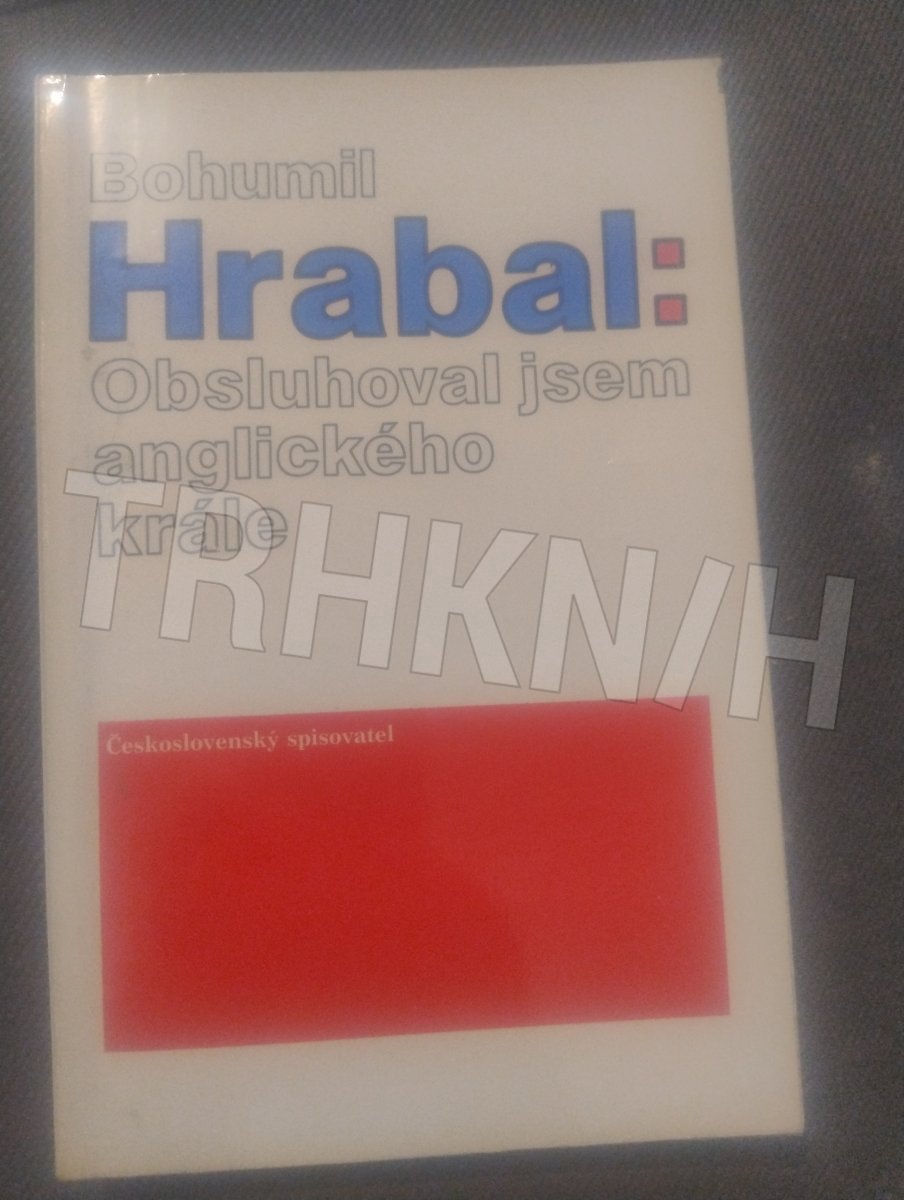 Bohumil
Hrabal:
Obsluhoval jsem
anglického
krále
TRHKNIH
Československý spisovatel